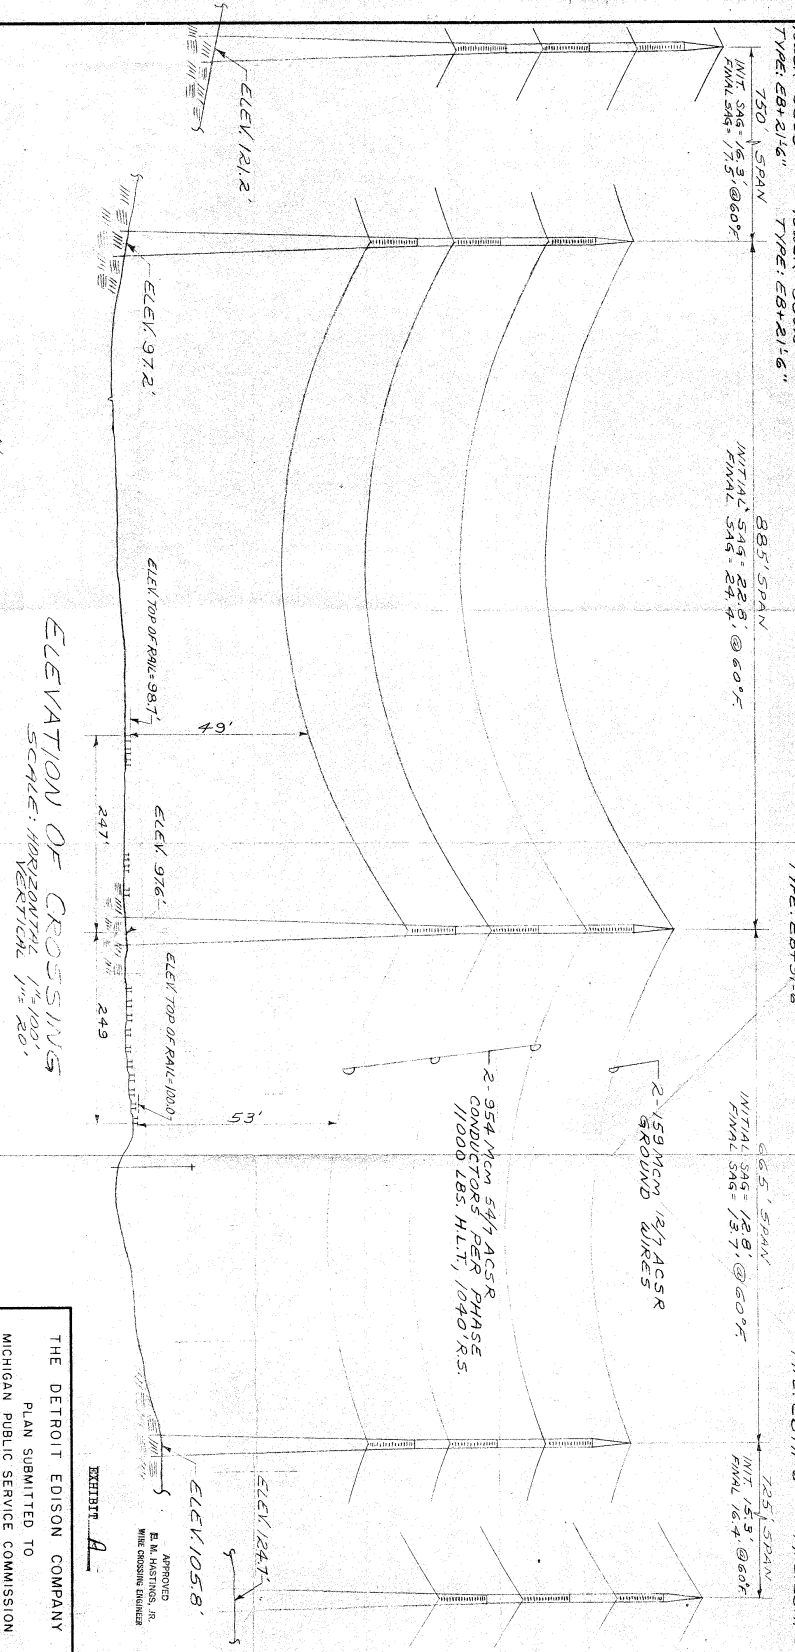 TYPE: EB+21'-6"
TYPE: EB+21'-6"
750' SPAN
INIT. SAG = 16.3'
FINAL SAG = 17.5' @ 60°F.
885' SPAN
INITIAL SAG = 22.8'
FINAL SAG = 24.4' @ 60°F.
665' SPAN
INITIAL SAG = 12.8'
FINAL SAG = 13.7' @ 60°F.
725' SPAN
INIT. 15.3'
FINAL 16.4' @ 60°F.
2-159 MCM 12/7 ACSR
GROUND WIRES
2-954 MCM 54/7 ACSR
CONDUCTORS PER PHASE
11000 LBS. H.L.T., 1040' R.S.
ELEV. 121.2'
ELEV. 97.2'
ELEV. TOP OF RAIL = 98.7'
49'
ELEV. 97.6'
ELEV. TOP OF RAIL = 100.0'
53'
ELEV. 105.8'
ELEV. 124.7'
247'
249
ELEVATION OF CROSSING
SCALE: HORIZONTAL 1" = 100'
VERTICAL 1" = 20'
APPROVED
E. M. HASTINGS, JR.
WIRE CROSSING ENGINEER
EXHIBIT A
THE DETROIT EDISON COMPANY
PLAN SUBMITTED TO
MICHIGAN PUBLIC SERVICE COMMISSION